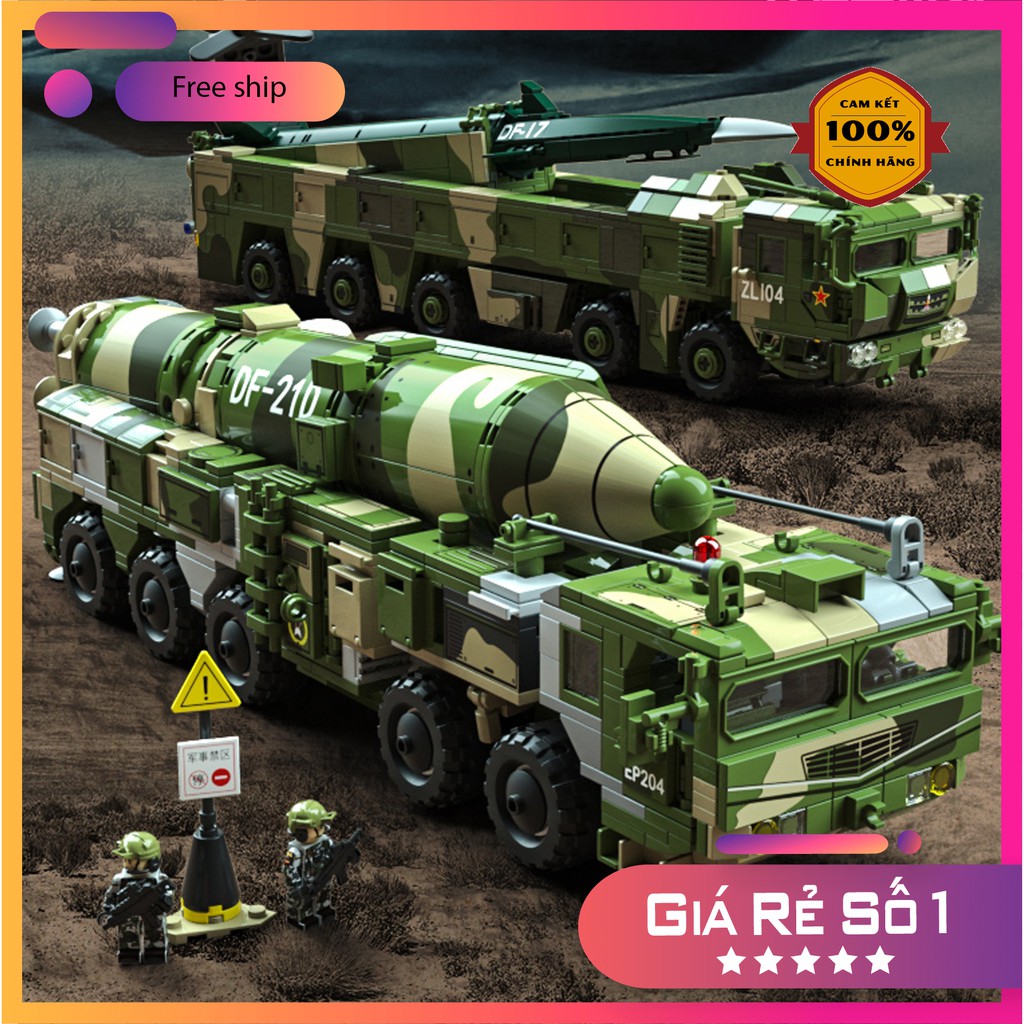 Free ship
CAM KẾT
100%
CHÍNH HÃNG
DF-17
ZL104
DF-21D
EP204
军事禁区
GIÁ RẺ SỐ 1